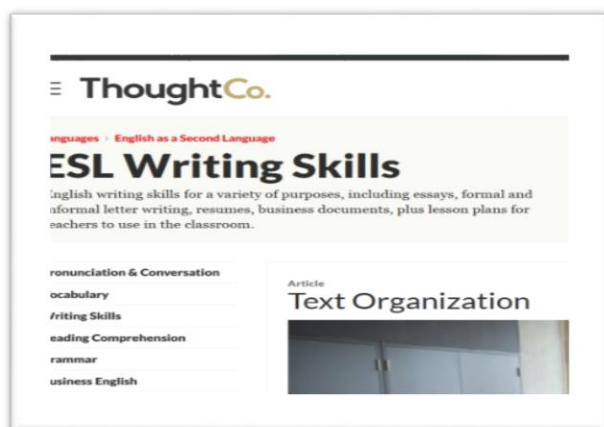 ThoughtCo.
anguages › English as a Second Language
ESL Writing Skills
English writing skills for a variety of purposes, including essays, formal and
nformal letter writing, resumes, business documents, plus lesson plans for
eachers to use in the classroom.
ronunciation & Conversation
ocabulary
riting Skills
eading Comprehension
rammar
usiness English
Article
Text Organization